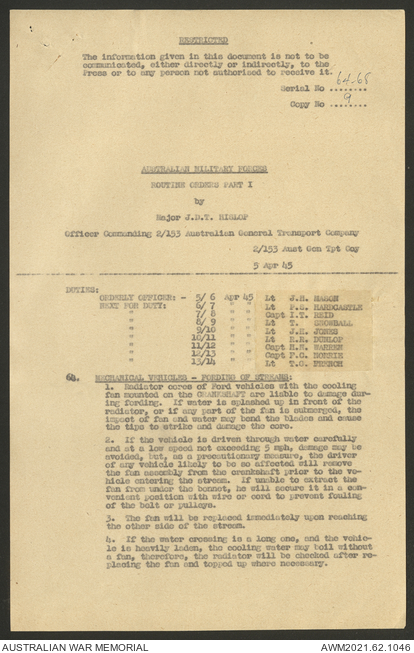 RESTRICTED
The information given in this document is not to be
communicated, either directly or indirectly, to the
Press or to any person not authorised to receive it.
Serial No 64-68
Copy No 9
AUSTRALIAN MILITARY FORCES
ROUTINE ORDERS PART I
by
Major J.D.T. HISLOP
Officer Commanding 2/153 Australian General Transport Company
2/153 Aust Gen Tpt Coy
5 Apr 45
DUTIES:
ORDERLY OFFICER: - 5/ 6 Apr 45 Lt J.H. MAHON
NEXT FOR DUTY: 6/ 7 " " Lt HARDCASTLE
" 7/ 8 " " Capt I.T. REID
" 8/ 9 " " Lt T. SNOWBALL
" 9/10 " " Lt J.H. JONES
" 10/11 " " Lt R.R. DUNLOP
" 11/12 " " Capt H.N. WARREN
" 12/13 " " Capt F.G. NORRIE
" 13/14 " " Lt T.G. FRENCH
64. MECHANICAL VEHICLES - FORDING OF STREAMS:
1. Radiator cores of Ford vehicles with the cooling
fan mounted on the CRANKSHAFT are liable to damage dur-
ing fording. If water is splashed up in front of the
radiator, or if any part of the fan is submerged, the
impact of fan and water may bend the blades and cause
the tips to strike and damage the core.
2. If the vehicle is driven through water carefully
and at a low speed not exceeding 5 mph, damage may be
avoided, but, as a precautionary measure, the driver
of any vehicle likely to be so affected will remove
the fan assembly from the crankshaft prior to the ve-
hicle entering the stream. If unable to extract the
fan from under the bonnet, he will secure it in a con-
venient position with wire or cord to prevent fouling
of the belt or pulleys.
3. The fan will be replaced immediately upon reaching
the other side of the stream.
4. If the water crossing is a long one, and the vehic-
le is heavily laden, the cooling water may boil without
a fan, therefore, the radiator will be checked after re-
placing the fan and topped up where necessary.
AUSTRALIAN WAR MEMORIAL
AWM2021.62.1046